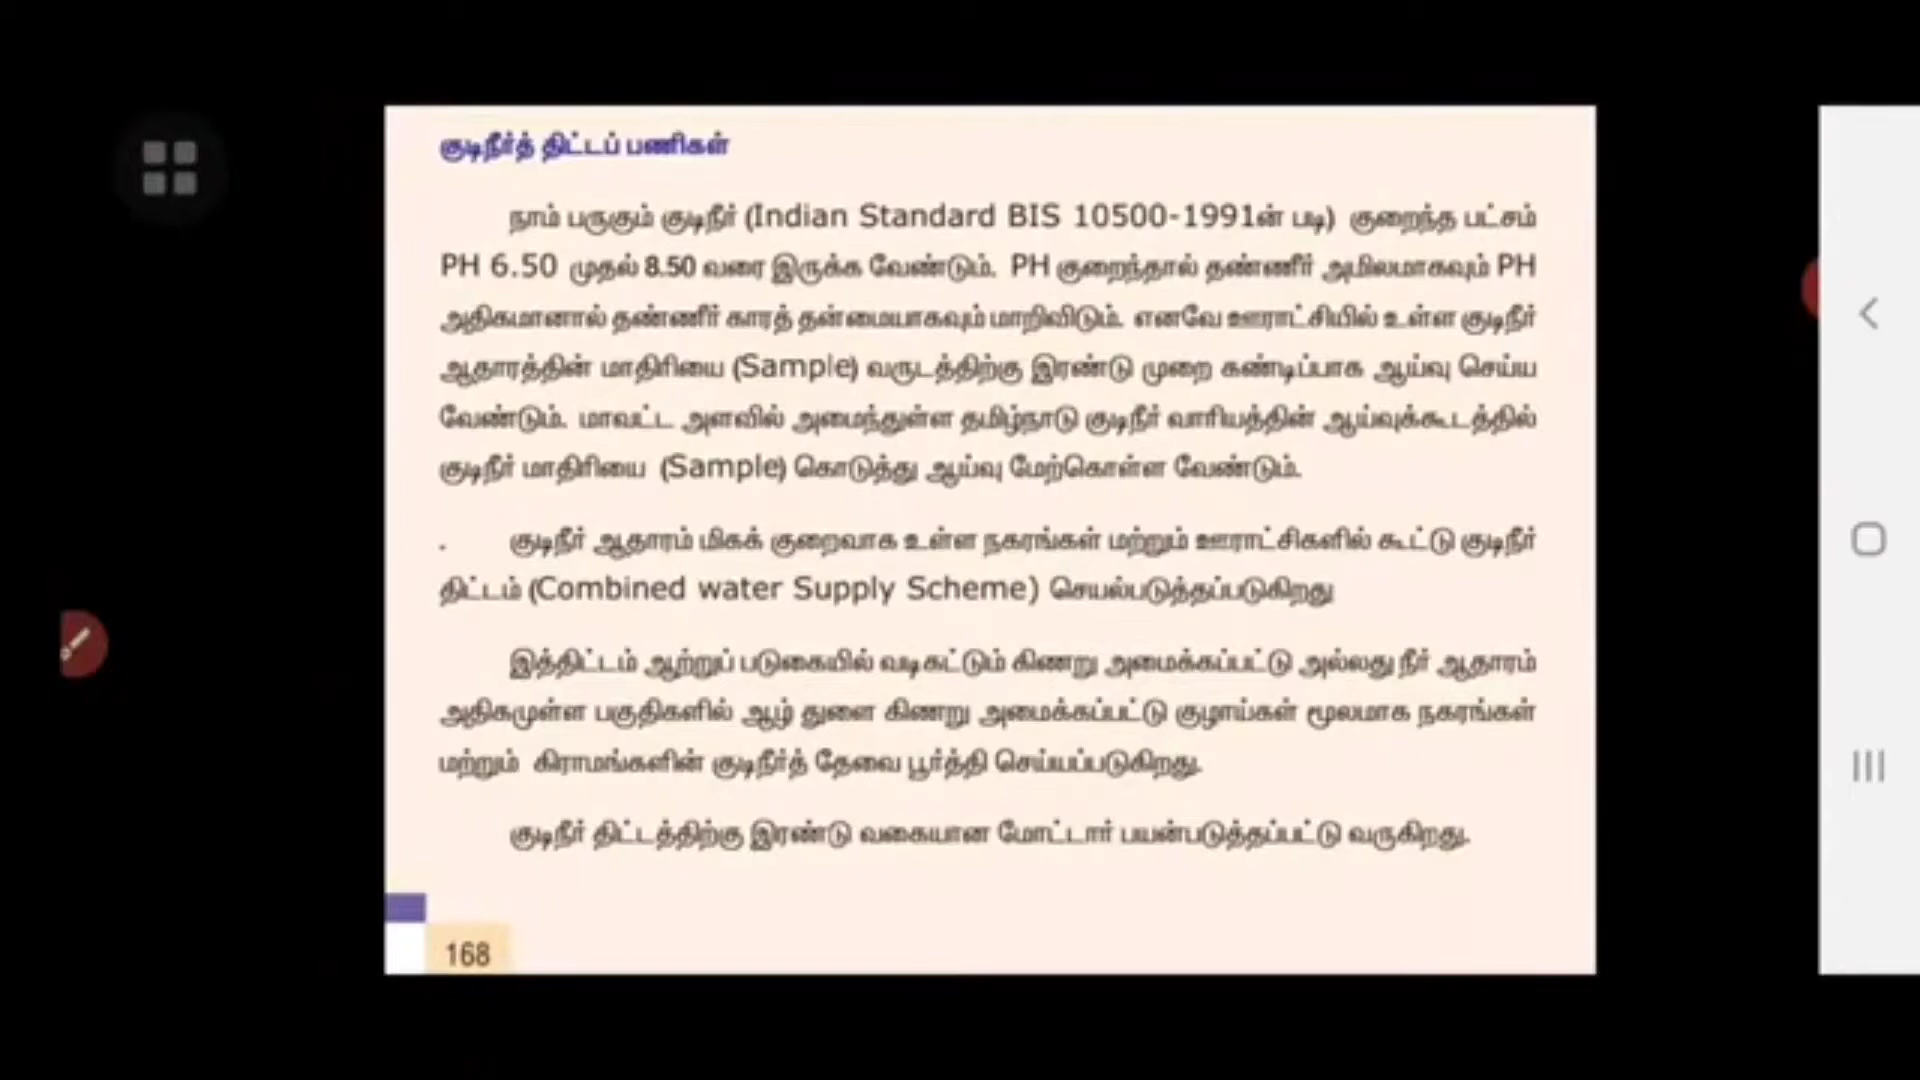 குடிநீர்த் திட்டப் பணிகள்
நாம் பருகும் குடிநீர் (Indian Standard BIS 10500-1991ன் படி) குறைந்த பட்சம்
PH 6.50 முதல் 8.50 வரை இருக்க வேண்டும். PH குறைந்தால் தண்ணீர் அமிலமாகவும் PH
அதிகமானால் தண்ணீர் காரத் தன்மையாகவும் மாறிவிடும். எனவே ஊராட்சியில் உள்ள குடிநீர்
ஆதாரத்தின் மாதிரியை (Sample) வருடத்திற்கு இரண்டு முறை கண்டிப்பாக ஆய்வு செய்ய
வேண்டும். மாவட்ட அளவில் அமைந்துள்ள தமிழ்நாடு குடிநீர் வாரியத்தின் ஆய்வுக்கூடத்தில்
குடிநீர் மாதிரியை (Sample) கொடுத்து ஆய்வு மேற்கொள்ள வேண்டும்.
. குடிநீர் ஆதாரம் மிகக் குறைவாக உள்ள நகரங்கள் மற்றும் ஊராட்சிகளில் கூட்டு குடிநீர்
திட்டம் (Combined water Supply Scheme) செயல்படுத்தப்படுகிறது
இத்திட்டம் ஆற்றுப் படுகையில் வடிகட்டும் கிணறு அமைக்கப்பட்டு அல்லது நீர் ஆதாரம்
அதிகமுள்ள பகுதிகளில் ஆழ் துளை கிணறு அமைக்கப்பட்டு குழாய்கள் மூலமாக நகரங்கள்
மற்றும் கிராமங்களின் குடிநீர்த் தேவை பூர்த்தி செய்யப்படுகிறது.
குடிநீர் திட்டத்திற்கு இரண்டு வகையான மோட்டார் பயன்படுத்தப்பட்டு வருகிறது.
168